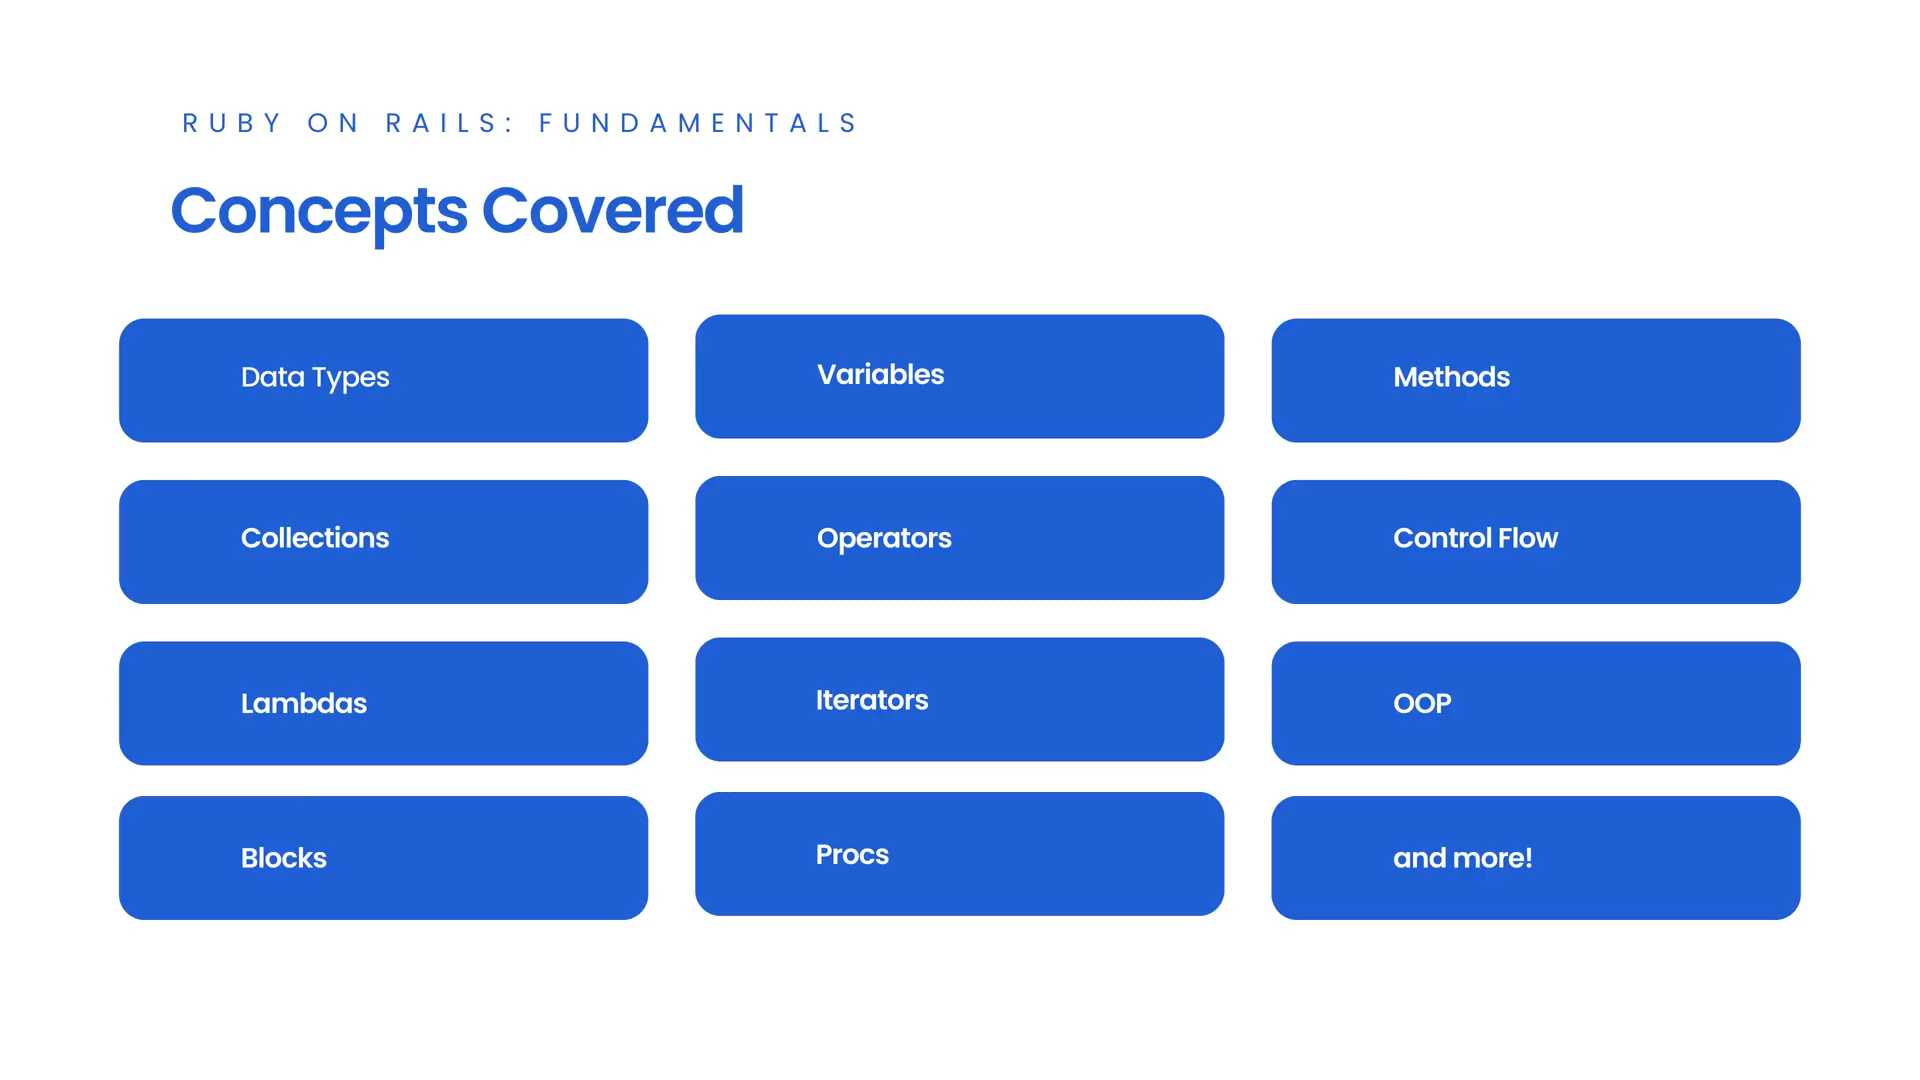 RUBY ON RAILS: FUNDAMENTALS
Concepts Covered
Data Types
Variables
Methods
Collections
Operators
Control Flow
Lambdas
Iterators
OOP
Blocks
Procs
and more!